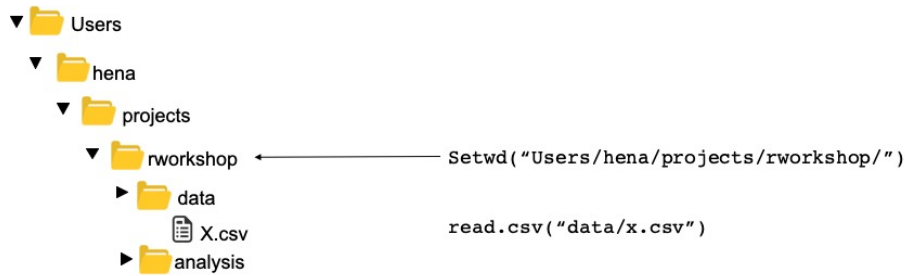 Users
hena
projects
rworkshop
Setwd(“Users/hena/projects/rworkshop/”)
data
X.csv
read.csv(“data/x.csv”)
analysis